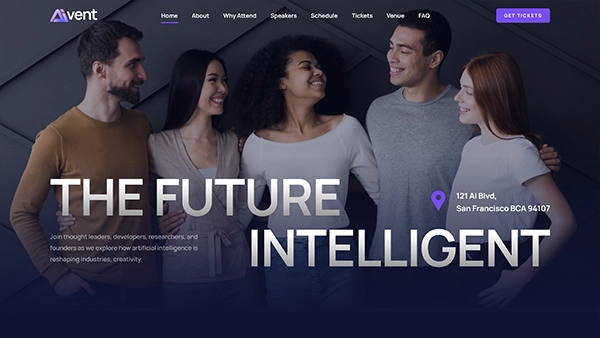 Aivent
Home About Why Attend Speakers Schedule Tickets Venue FAQ
GET TICKETS
THE FUTURE
121 AI Blvd,
San Francisco BCA 94107
Join thought leaders, developers, researchers, and
founders as we explore how artificial intelligence is
reshaping industries, creativity.
INTELLIGENT